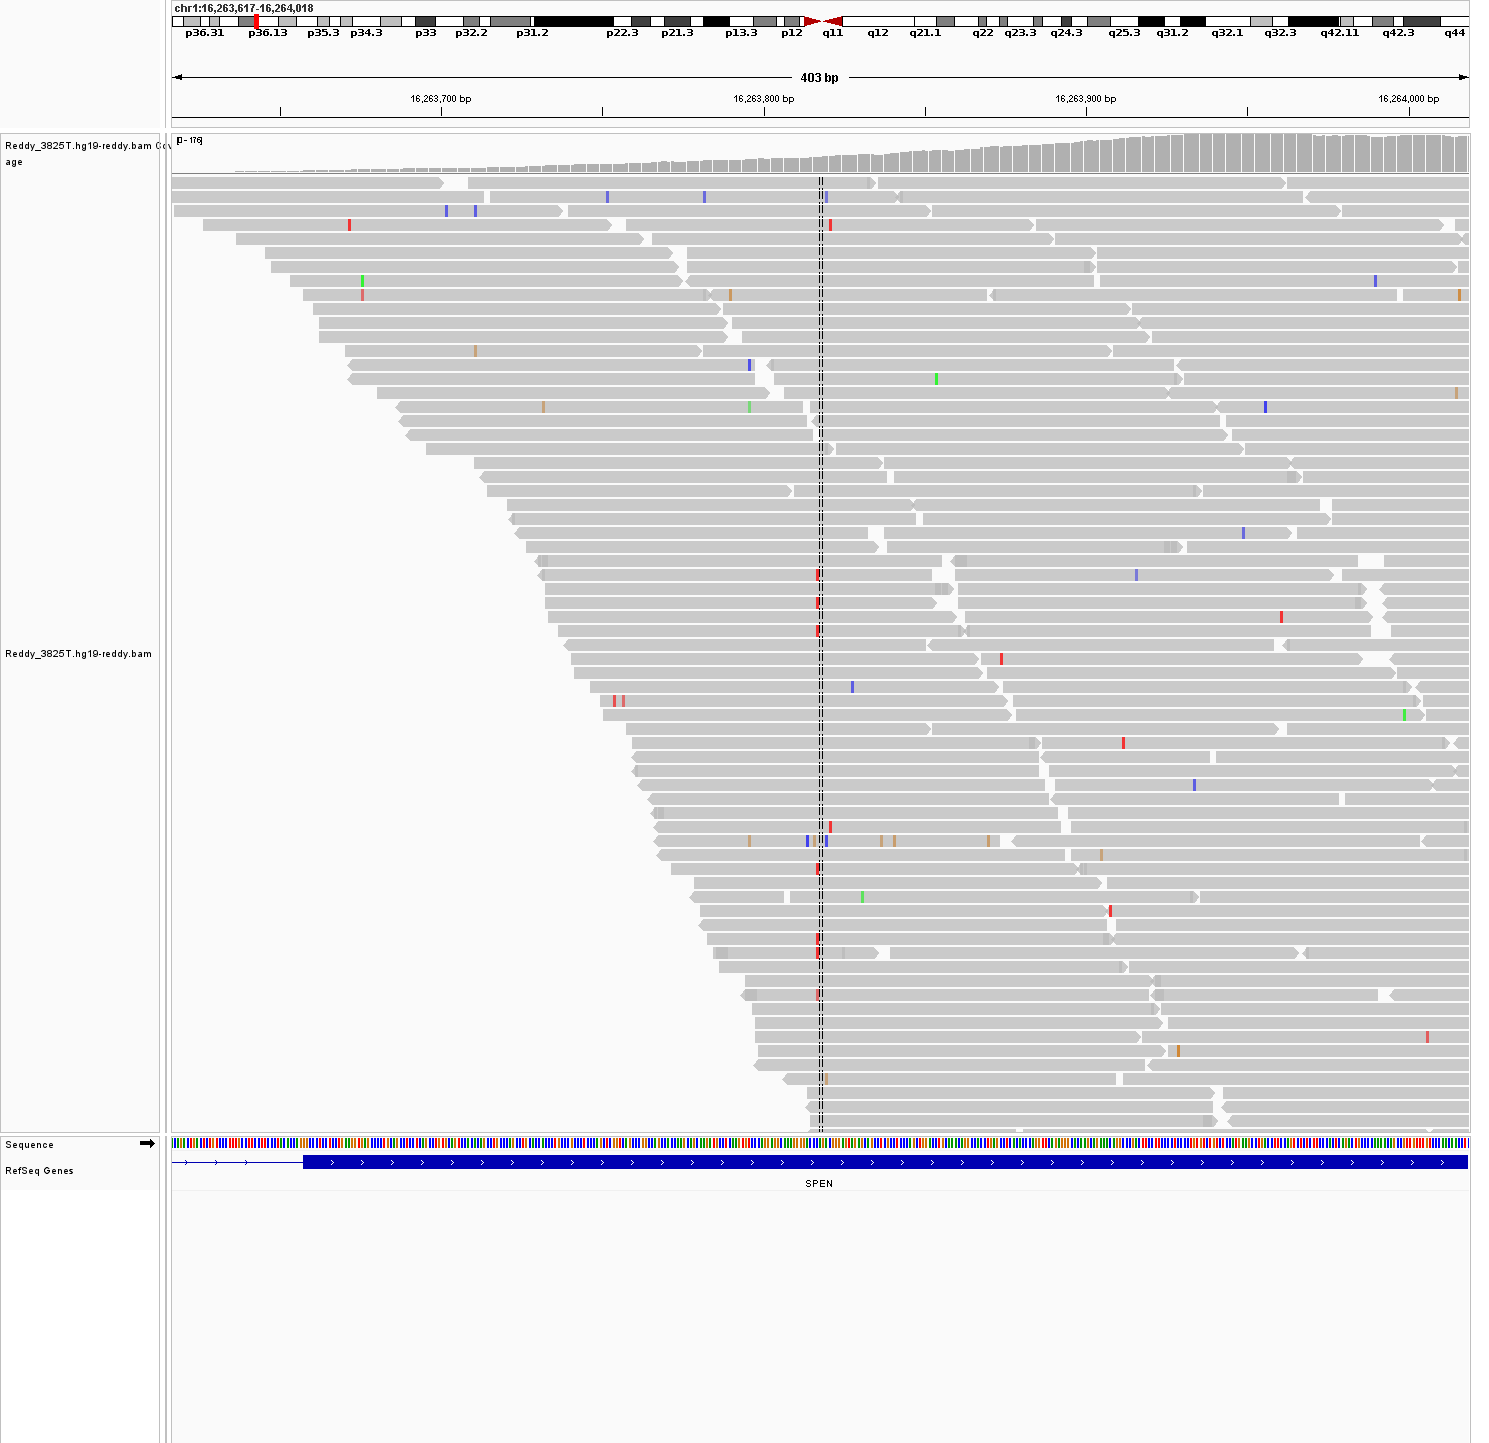 chr1:16,263,617-16,264,018
p36.31 p36.13 p35.3 p34.3 p33 p32.2 p31.2 p22.3 p21.3 p13.3 p12 q11 q12 q21.1 q22 q23.3 q24.3 q25.3 q31.2 q32.1 q32.3 q42.11 q42.3 q44
403 bp
16,263,700 bp 16,263,800 bp 16,263,900 bp 16,264,000 bp
Reddy_3825T.hg19-reddy.bam Cov
age
[0 - 176]
Reddy_3825T.hg19-reddy.bam
Sequence
RefSeq Genes
SPEN